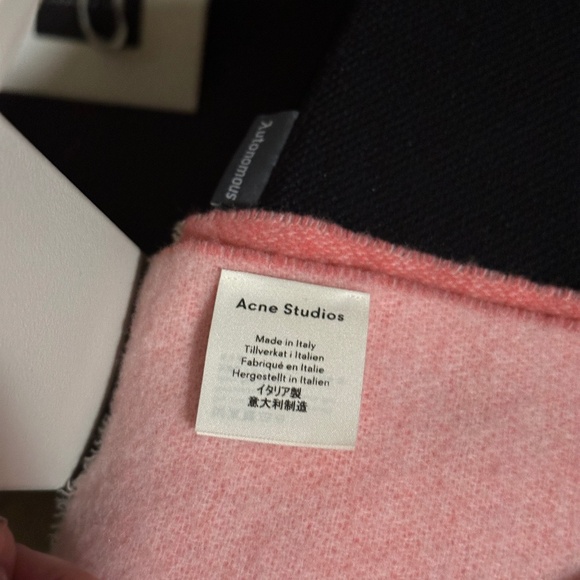 Autonomous
Acne Studios
Made in Italy
Tillverkat i Italien
Fabriqué en Italie
Hergestellt in Italien
イタリア製
意大利制造